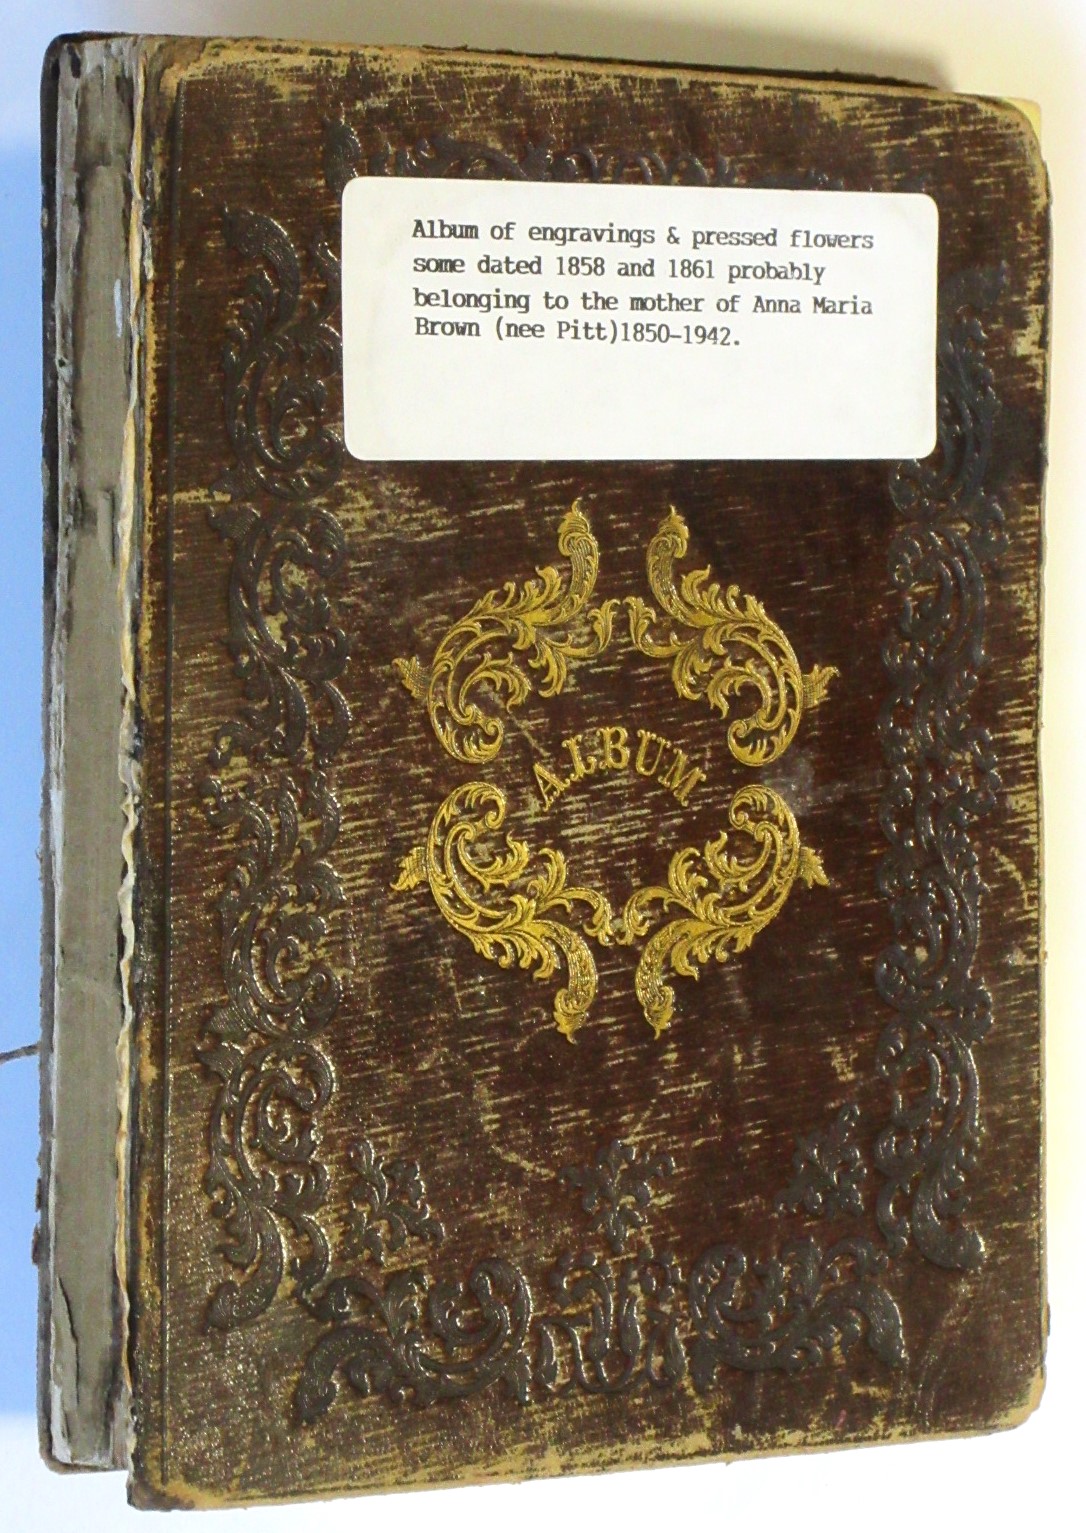 Album of engravings & pressed flowers
some dated 1858 and 1861 probably
belonging to the mother of Anna Maria
Brown (nee Pitt)1850-1942.
ALBUM